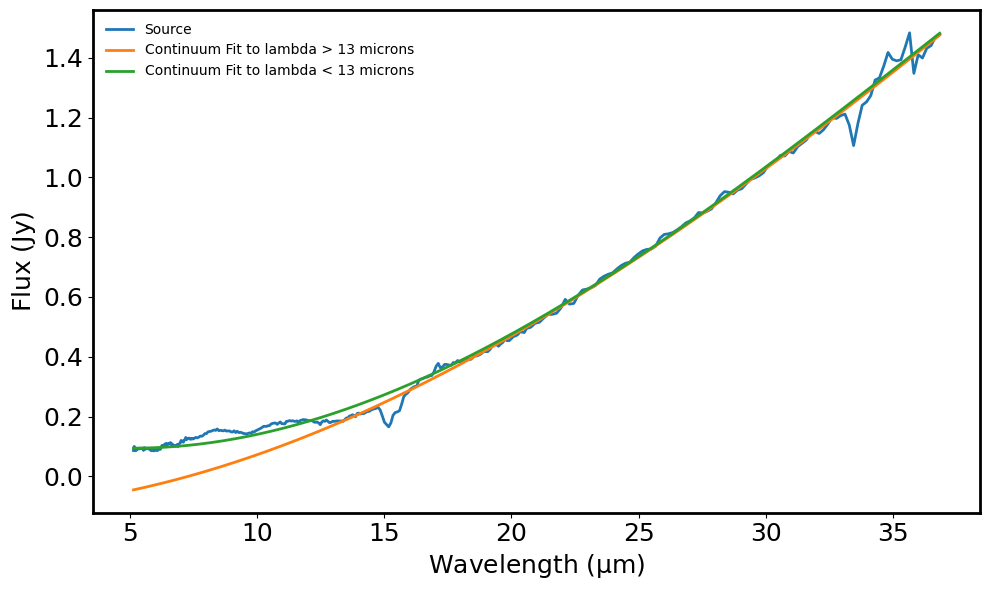 Source
Continuum Fit to lambda > 13 microns
Continuum Fit to lambda < 13 microns
1.4
1.2
1.0
0.8
0.6
0.4
0.2
0.0
Flux (Jy)
5 10 15 20 25 30 35
Wavelength (μm)